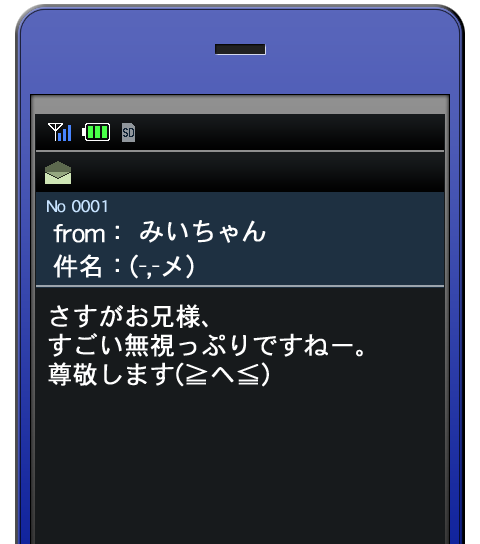 SD
No 0001
from： みいちゃん
件名：(-,-メ)
さすがお兄様、
すごい無視っぷりですねー。
尊敬します(≧ヘ≦)